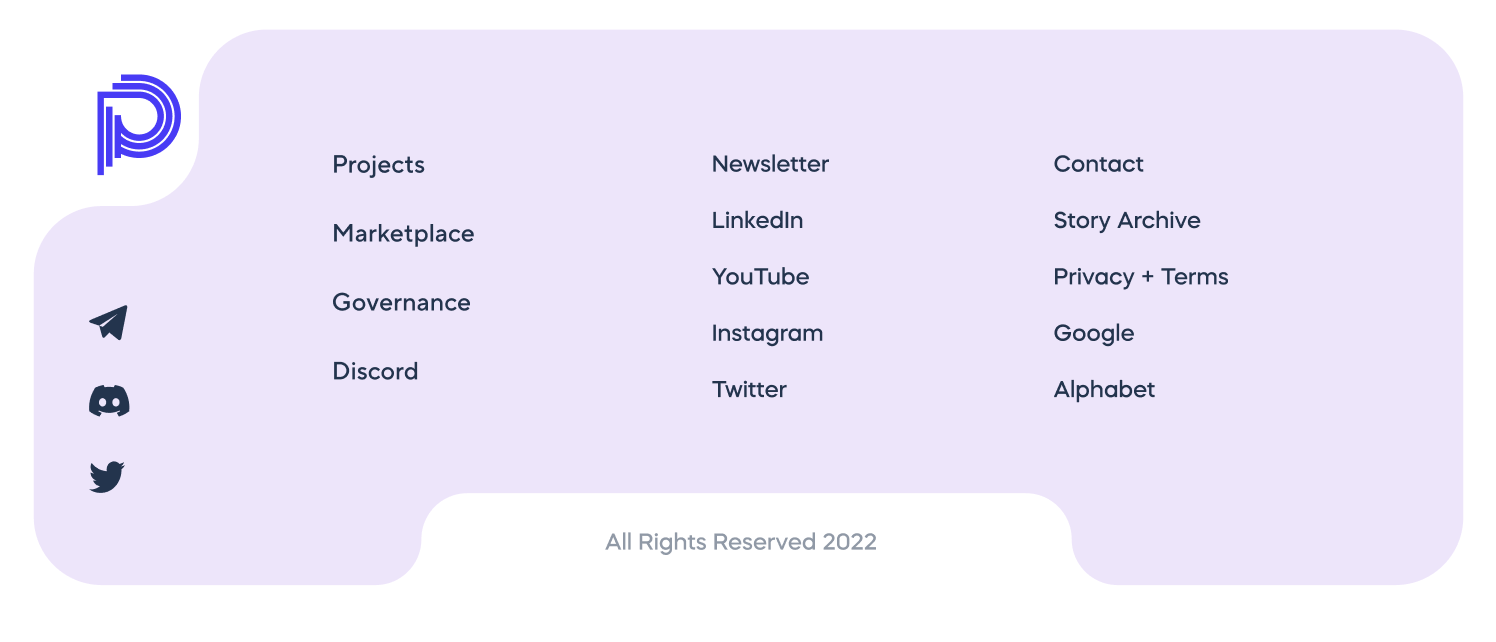 Projects
Marketplace
Governance
Discord
Newsletter
LinkedIn
YouTube
Instagram
Twitter
Contact
Story Archive
Privacy + Terms
Google
Alphabet
All Rights Reserved 2022